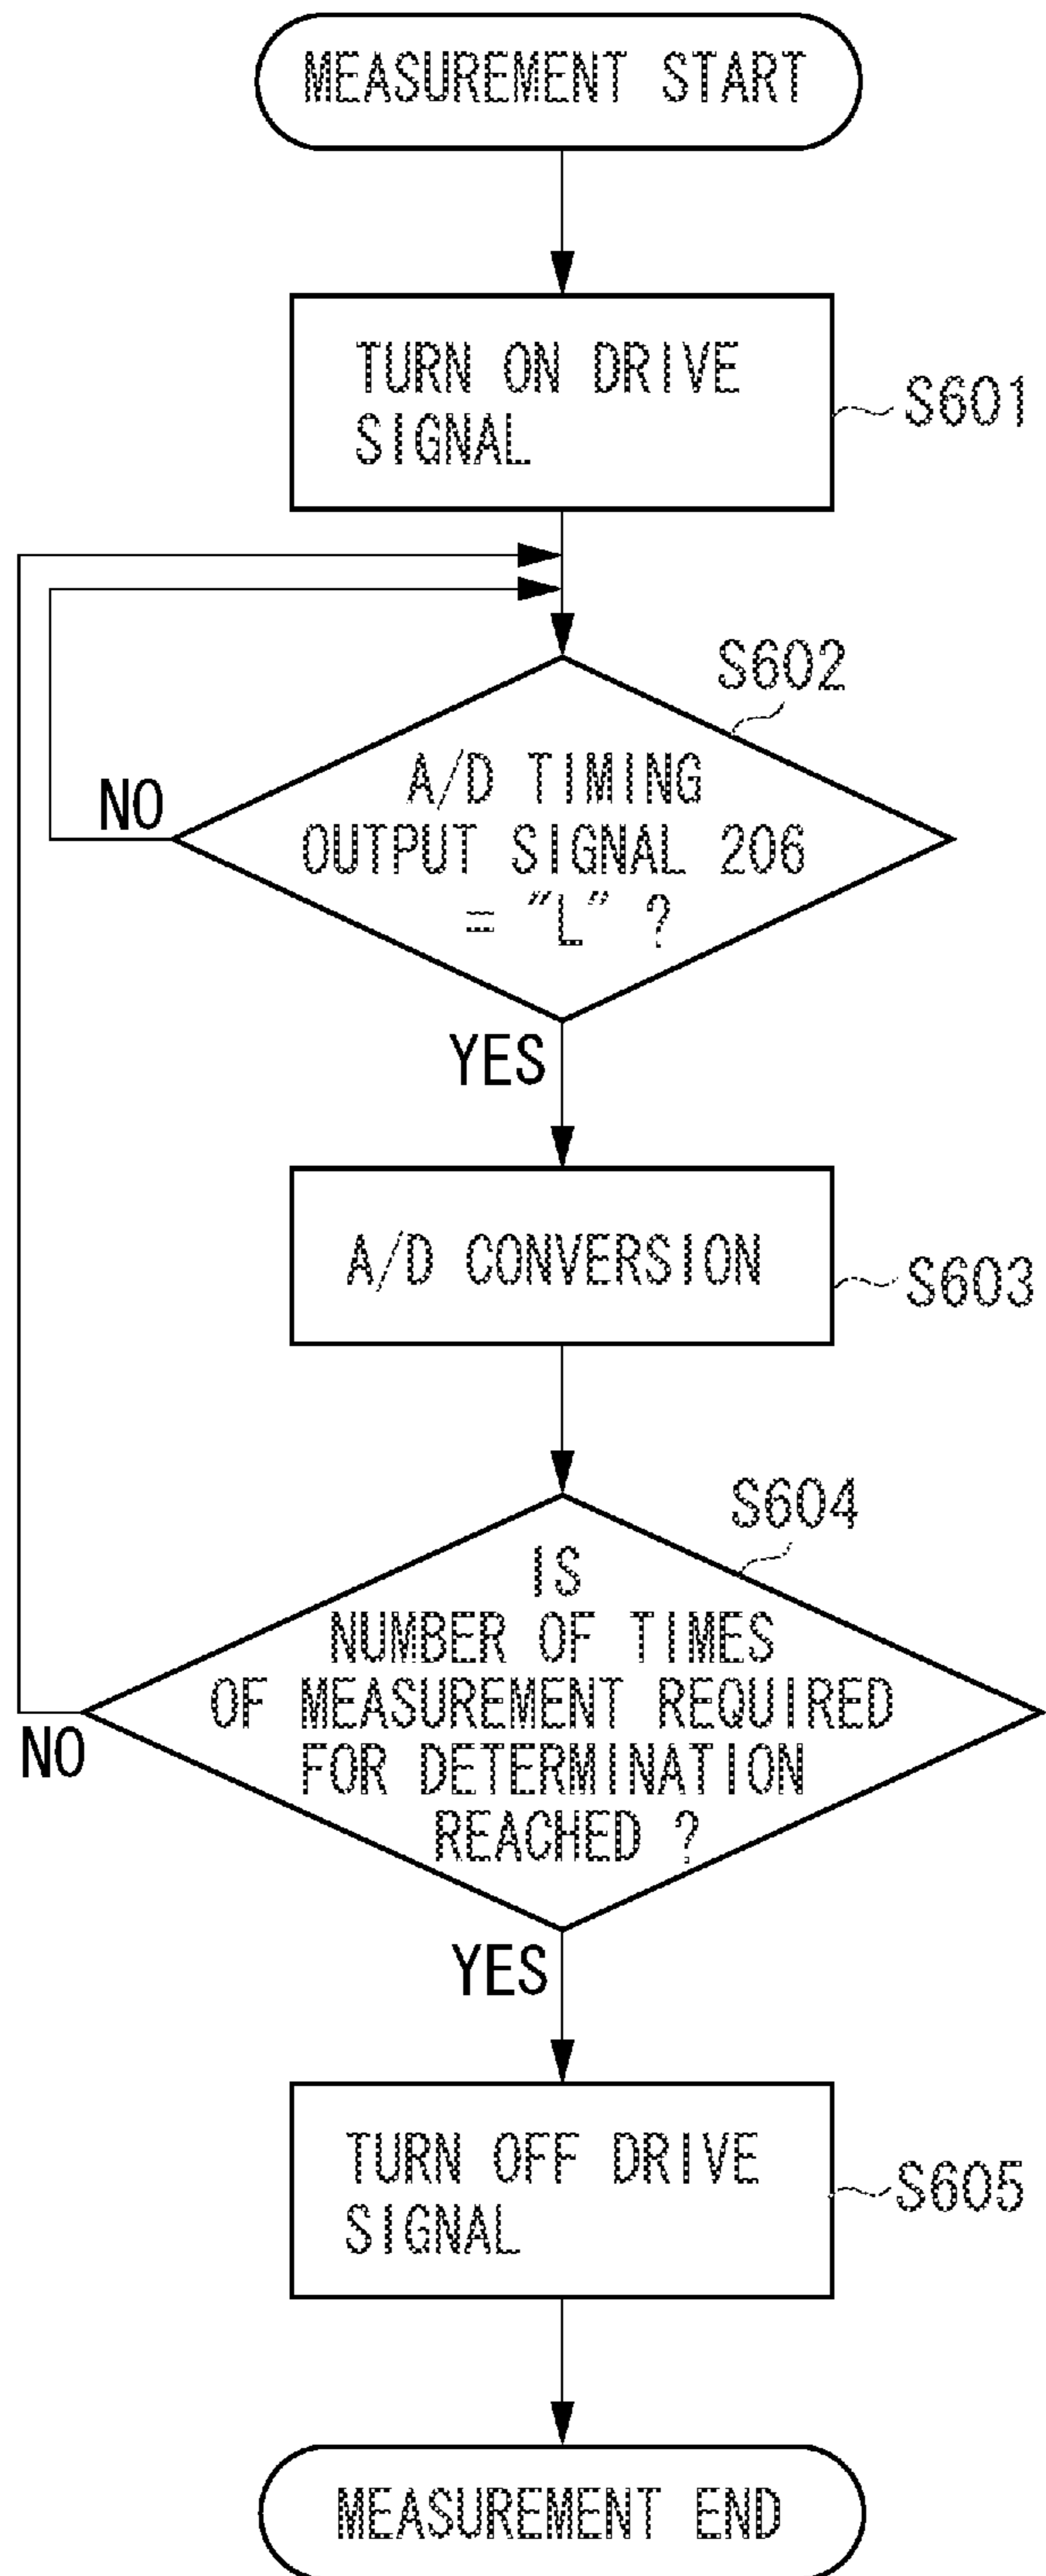 MEASUREMENT START
TURN ON DRIVE
SIGNAL
S601
S602
A/D TIMING
OUTPUT SIGNAL 206
= "L" ?
NO
YES
A/D CONVERSION
S603
S604
IS
NUMBER OF TIMES
OF MEASUREMENT REQUIRED
FOR DETERMINATION
REACHED ?
NO
YES
TURN OFF DRIVE
SIGNAL
S605
MEASUREMENT END